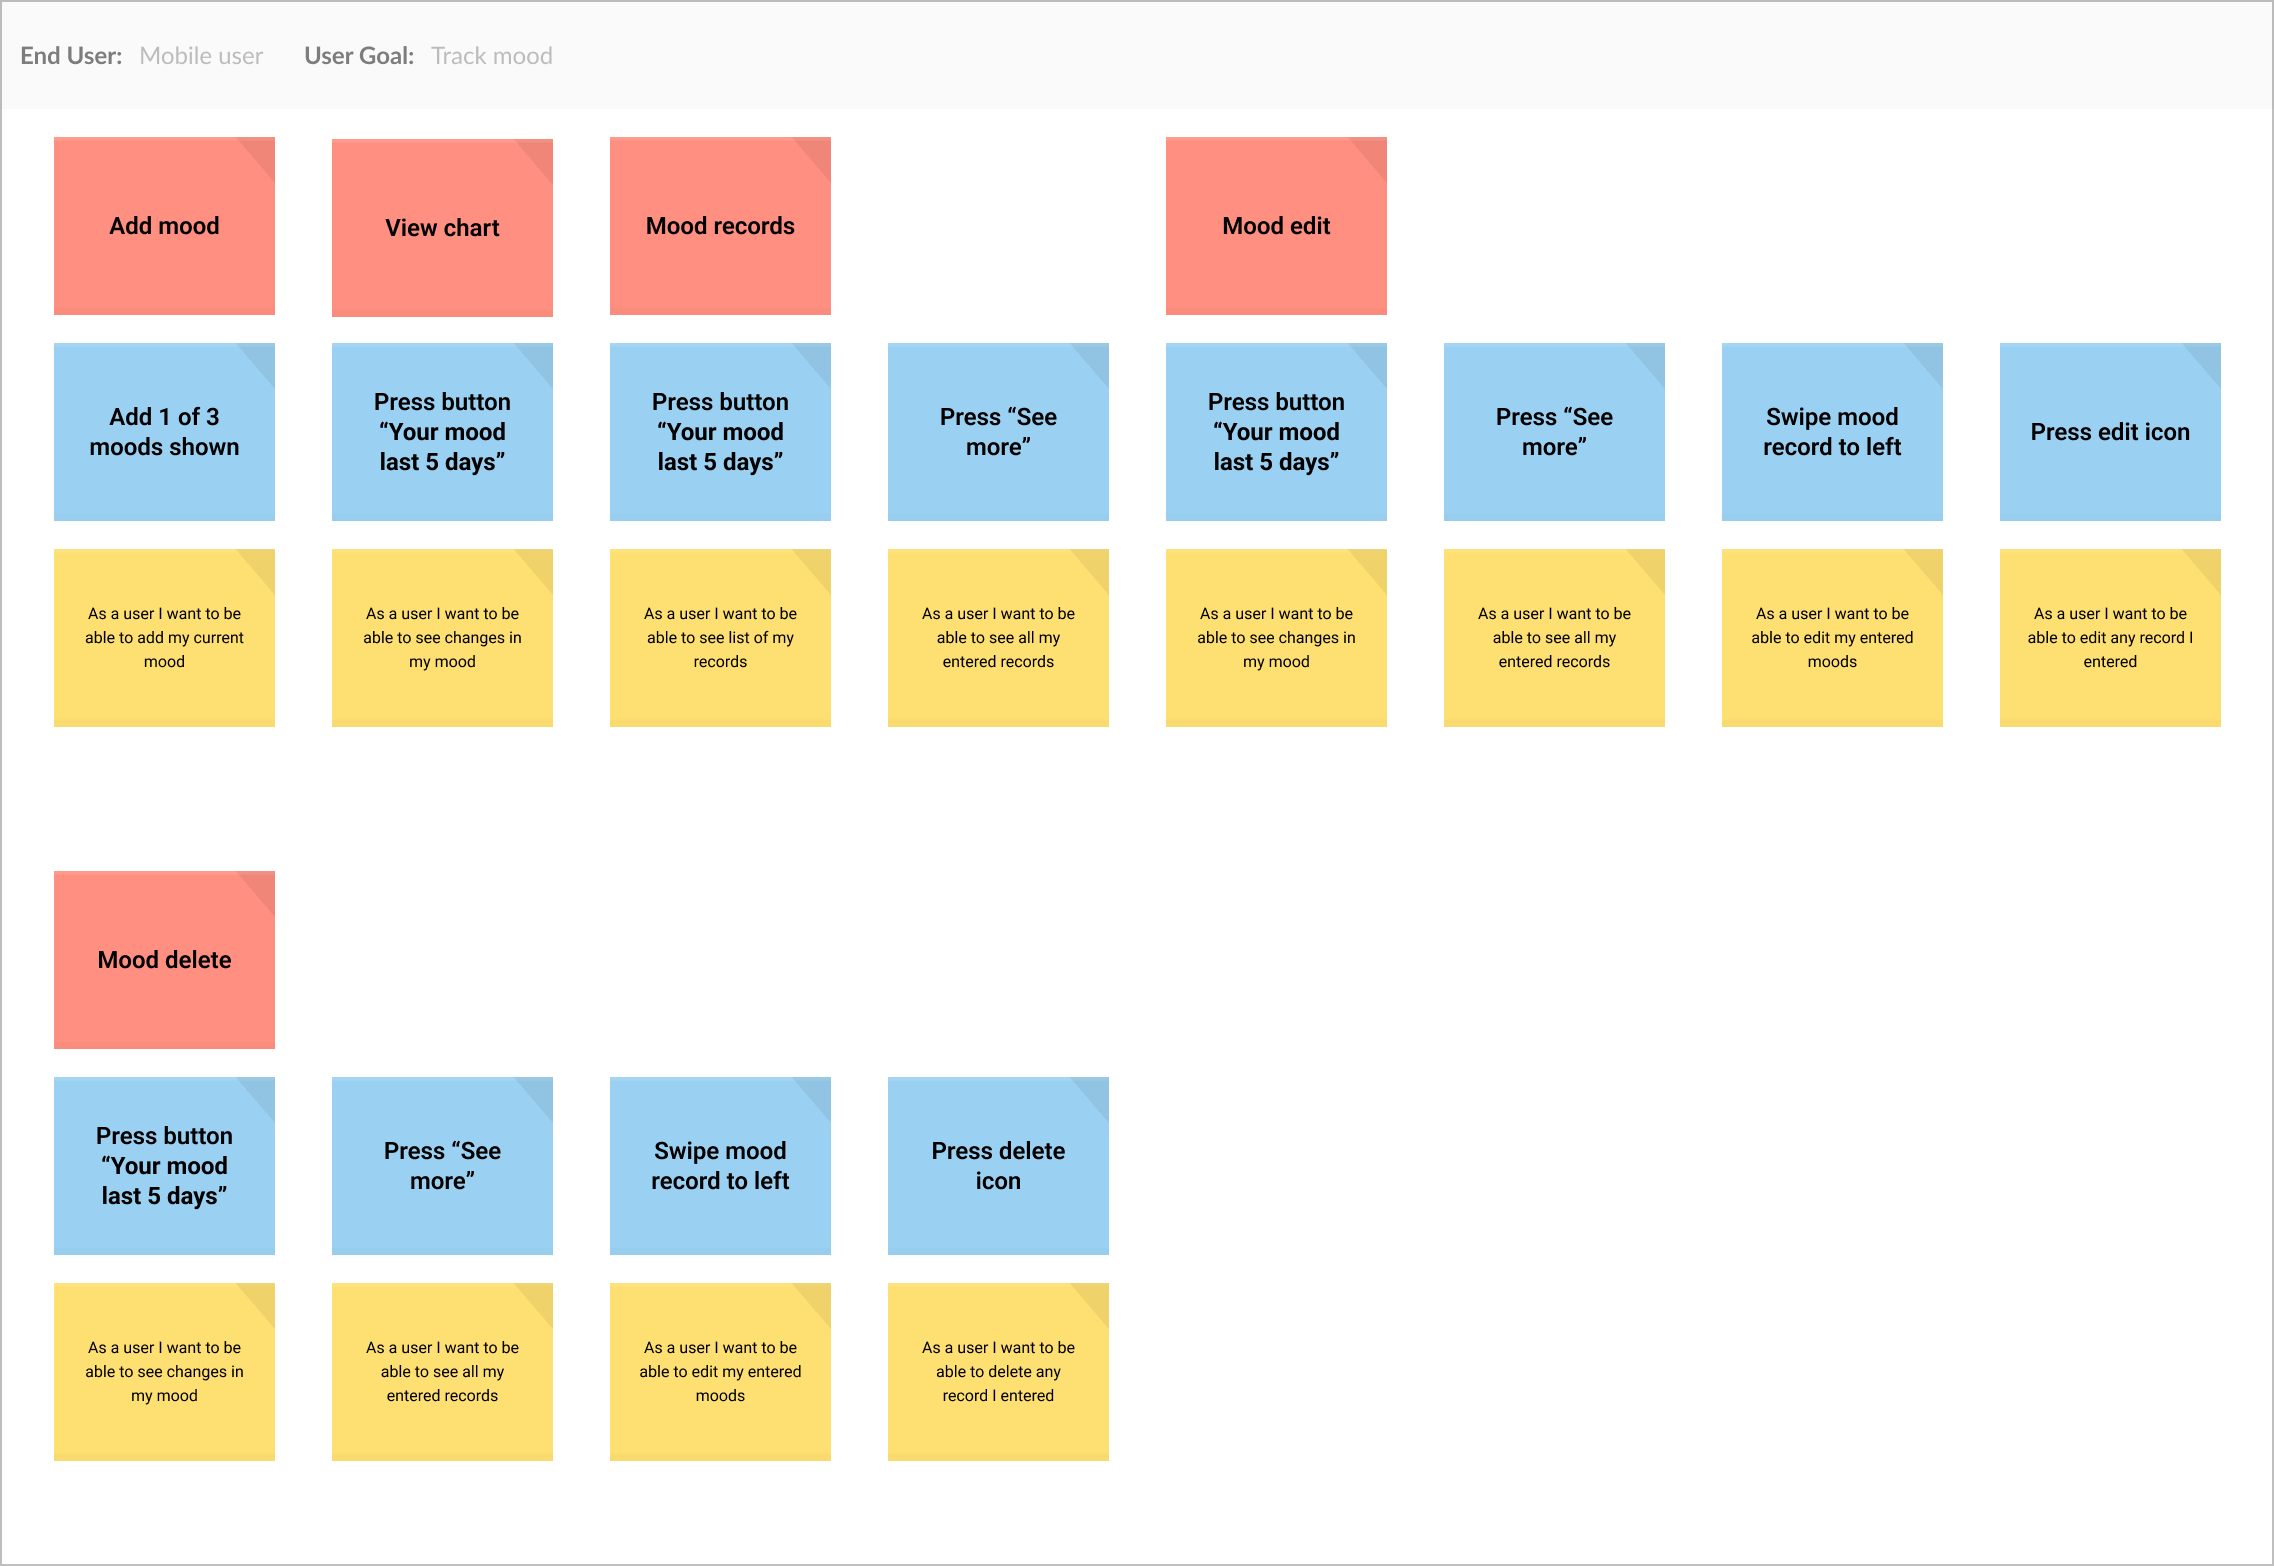 End User: Mobile user User Goal: Track mood
Add mood
View chart
Mood records
Mood edit
Add 1 of 3
moods shown
Press button
“Your mood
last 5 days”
Press button
“Your mood
last 5 days”
Press “See
more”
Press button
“Your mood
last 5 days”
Press “See
more”
Swipe mood
record to left
Press edit icon
As a user I want to be
able to add my current
mood
As a user I want to be
able to see changes in
my mood
As a user I want to be
able to see list of my
records
As a user I want to be
able to see all my
entered records
As a user I want to be
able to see changes in
my mood
As a user I want to be
able to see all my
entered records
As a user I want to be
able to edit my entered
moods
As a user I want to be
able to edit any record I
entered
Mood delete
Press button
“Your mood
last 5 days”
Press “See
more”
Swipe mood
record to left
Press delete
icon
As a user I want to be
able to see changes in
my mood
As a user I want to be
able to see all my
entered records
As a user I want to be
able to edit my entered
moods
As a user I want to be
able to delete any
record I entered